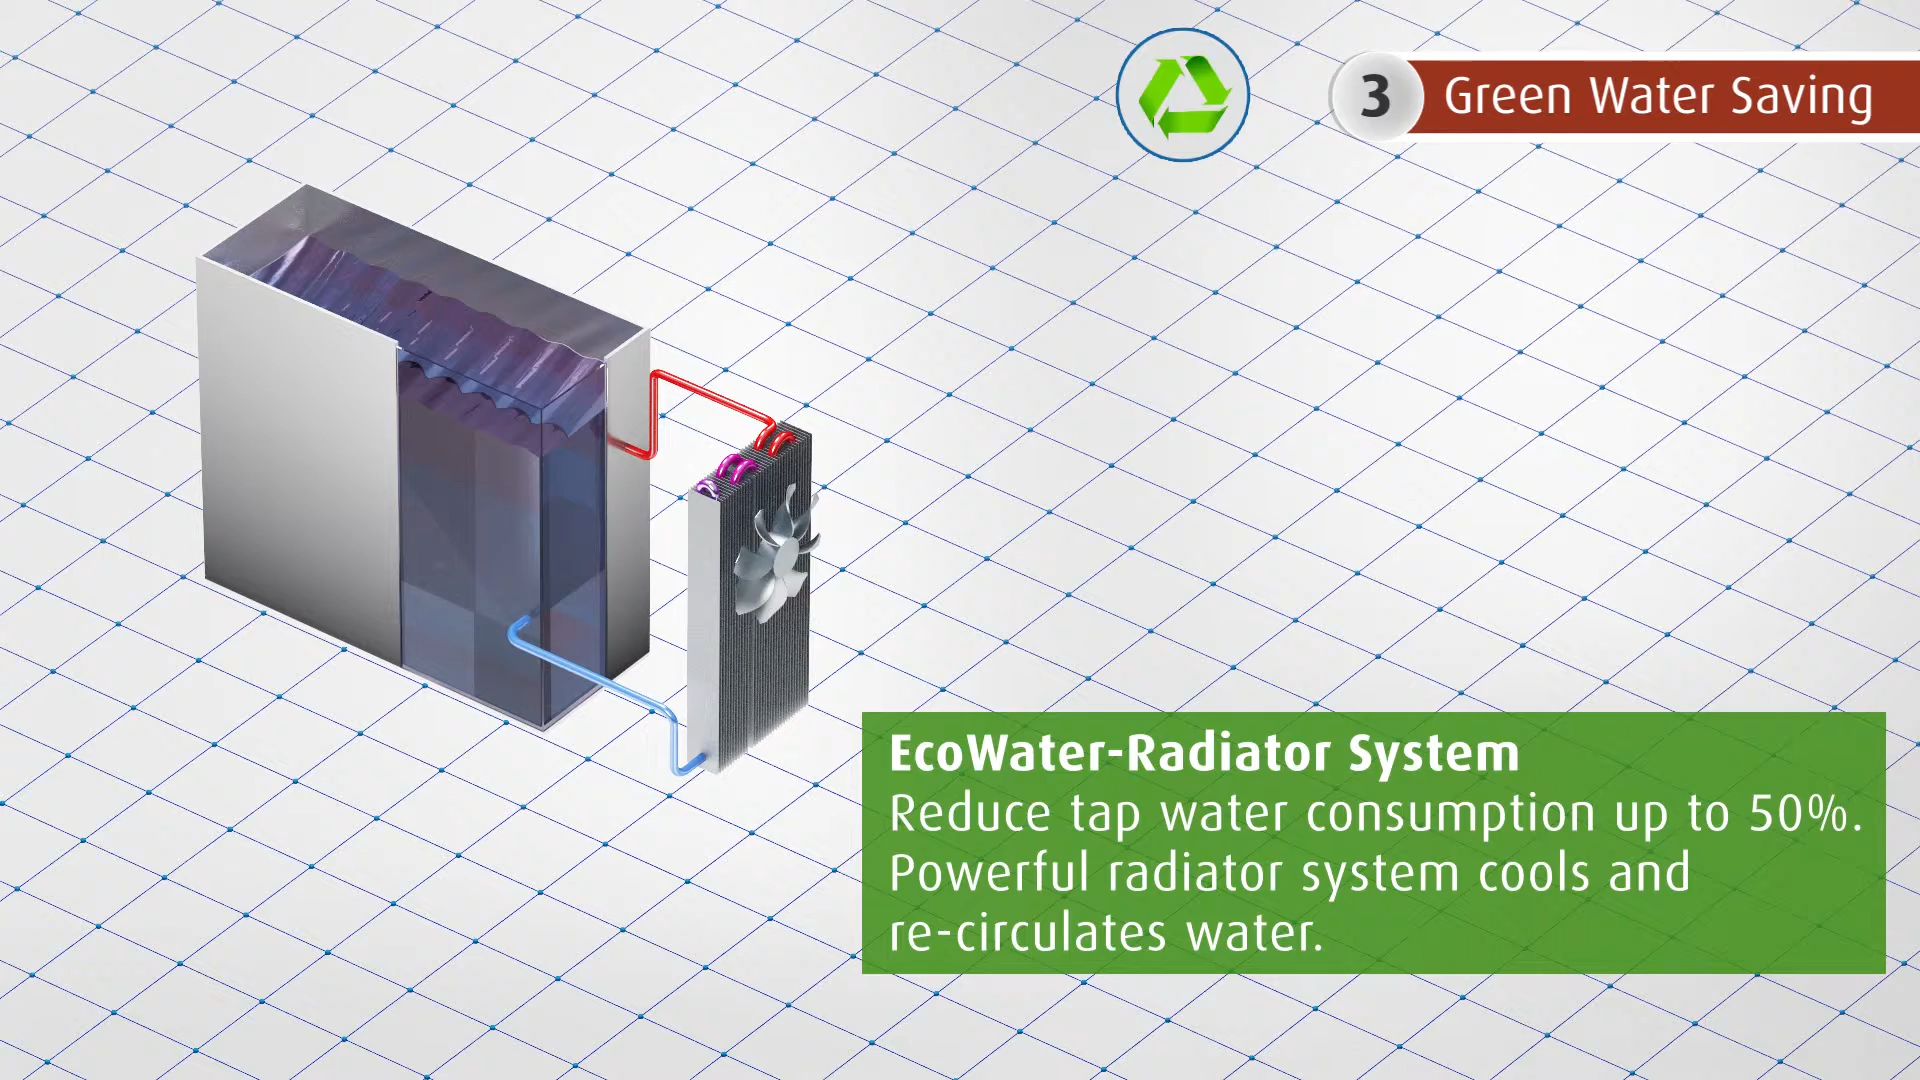 3 Green Water Saving
EcoWater-Radiator System
Reduce tap water consumption up to 50%.
Powerful radiator system cools and
re-circulates water.